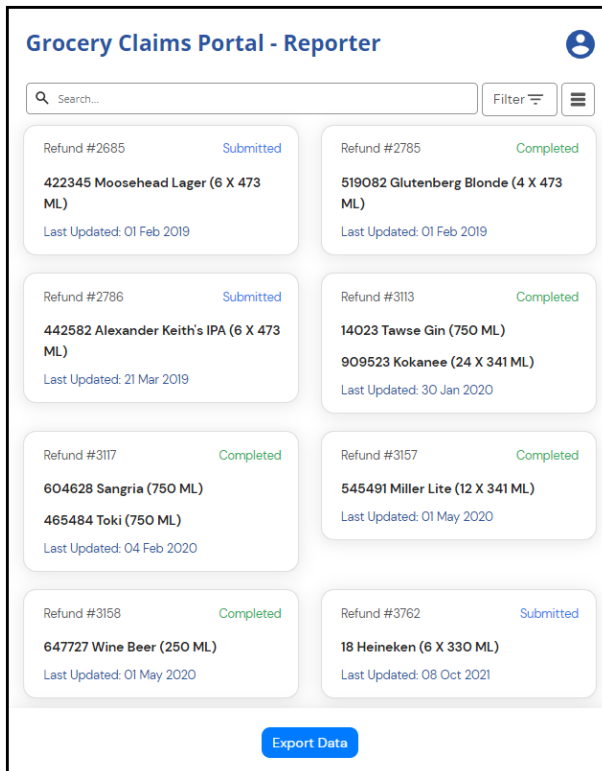 Grocery Claims Portal - Reporter
Search...
Filter
Refund #2685 Submitted
422345 Moosehead Lager (6 X 473
ML)
Last Updated: 01 Feb 2019
Refund #2785 Completed
519082 Glutenberg Blonde (4 X 473
ML)
Last Updated: 01 Feb 2019
Refund #2786 Submitted
442582 Alexander Keith's IPA (6 X 473
ML)
Last Updated: 21 Mar 2019
Refund #3113 Completed
14023 Tawse Gin (750 ML)
909523 Kokanee (24 X 341 ML)
Last Updated: 30 Jan 2020
Refund #3117 Completed
604628 Sangria (750 ML)
465484 Toki (750 ML)
Last Updated: 04 Feb 2020
Refund #3157 Completed
545491 Miller Lite (12 X 341 ML)
Last Updated: 01 May 2020
Refund #3158 Completed
647727 Wine Beer (250 ML)
Last Updated: 01 May 2020
Refund #3762 Submitted
18 Heineken (6 X 330 ML)
Last Updated: 08 Oct 2021
Export Data